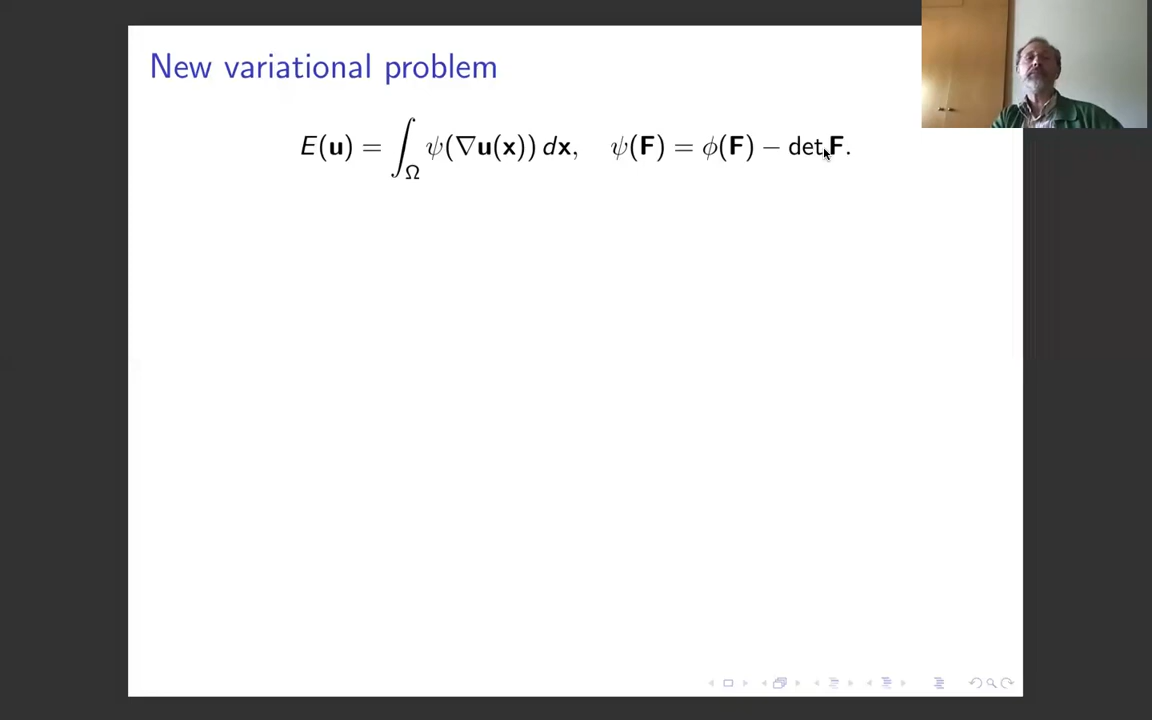 New variational problem
E(u) = ∫_Ω ψ(∇u(x)) dx, ψ(F) = ϕ(F) − det F.